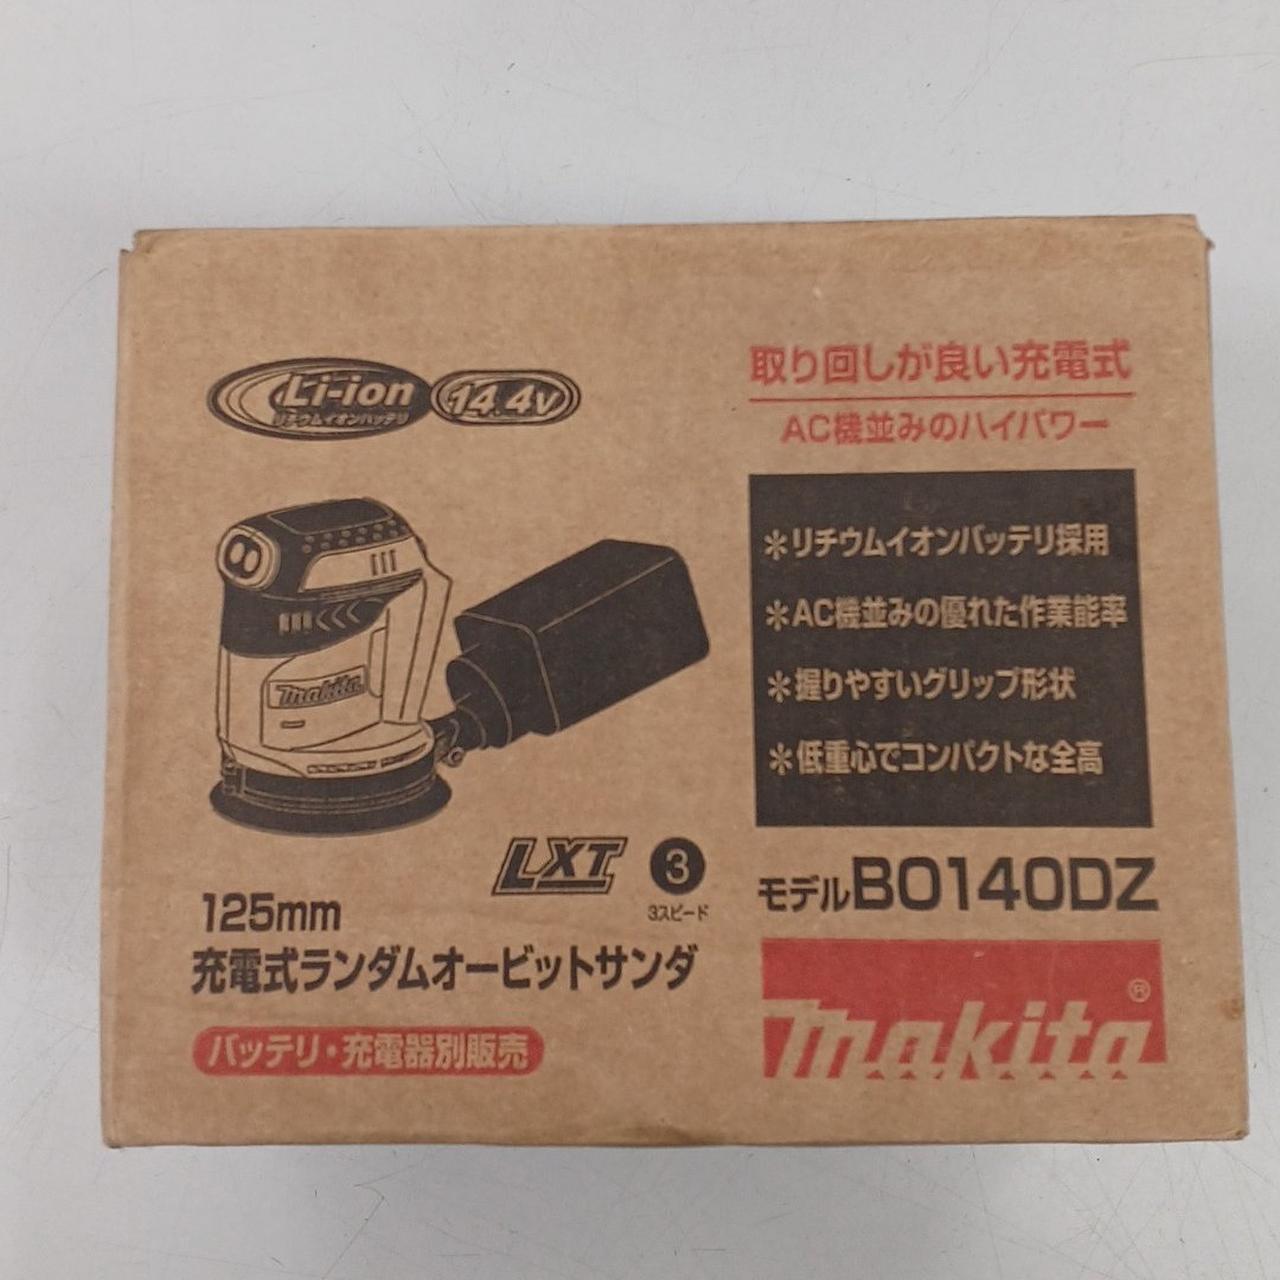 Li-ion
リチウムイオンバッテリ
14.4v
取り回しが良い充電式
AC機並みのハイパワー
＊リチウムイオンバッテリ採用
＊AC機並みの優れた作業能率
＊握りやすいグリップ形状
＊低重心でコンパクトな全高
makita
LXT
3
3スピード
125mm
充電式ランダムオービットサンダ
バッテリ・充電器別販売
モデルBO140DZ
makita®